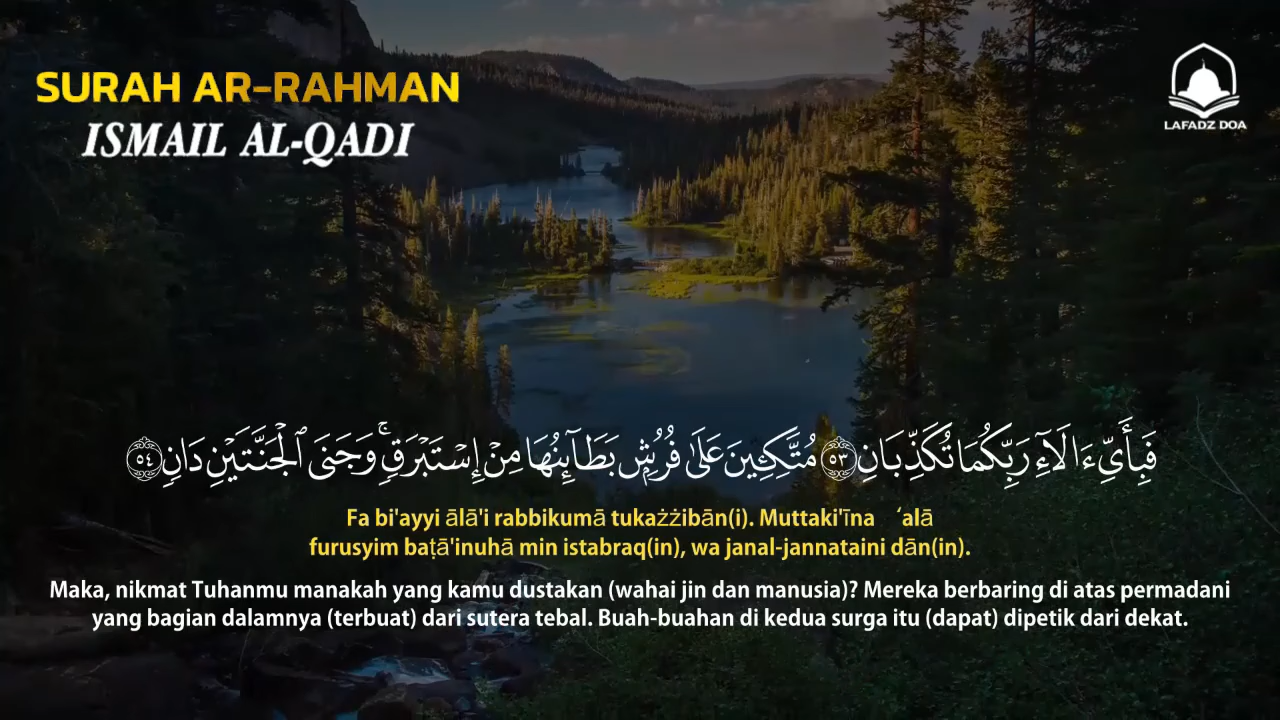 SURAH AR-RAHMAN
ISMAIL AL-QADI
LAFADZ DOA
فَبِأَيِّ ءَالَآءِ رَبِّكُمَا تُكَذِّبَانِ ٥٣ مُتَّكِـِٔينَ عَلَىٰ فُرُشٍۭ بَطَآئِنُهَا مِنْ إِسْتَبْرَقٍۚ وَجَنَى ٱلْجَنَّتَيْنِ دَانٍ ٥٤
Fa bi'ayyi ālā'i rabbikumā tukażżibān(i). Muttaki'īna ‘alā
furusyim baṭā'inuhā min istabraq(in), wa janal-jannataini dān(in).
Maka, nikmat Tuhanmu manakah yang kamu dustakan (wahai jin dan manusia)? Mereka berbaring di atas permadani
yang bagian dalamnya (terbuat) dari sutera tebal. Buah-buahan di kedua surga itu (dapat) dipetik dari dekat.